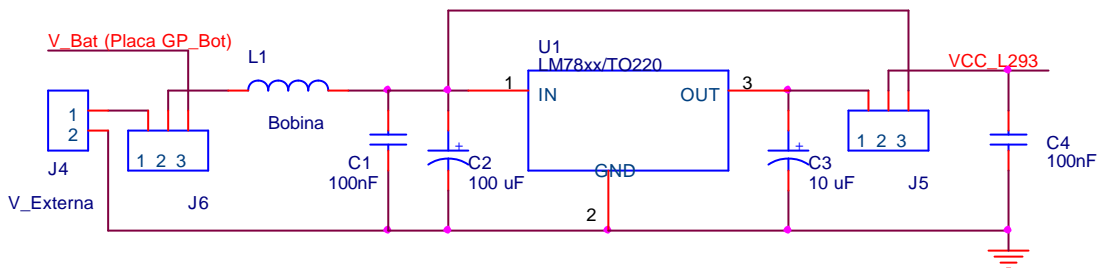 V_Bat (Placa GP_Bot)
L1
U1
LM78xx/TO220
VCC_L293
1
IN
OUT
3
1
2
Bobina
1 2 3
1 2 3
J4
C1
100nF
C2
100 uF
GND
C3
10 uF
C4
100nF
V_Externa
J6
2
J5